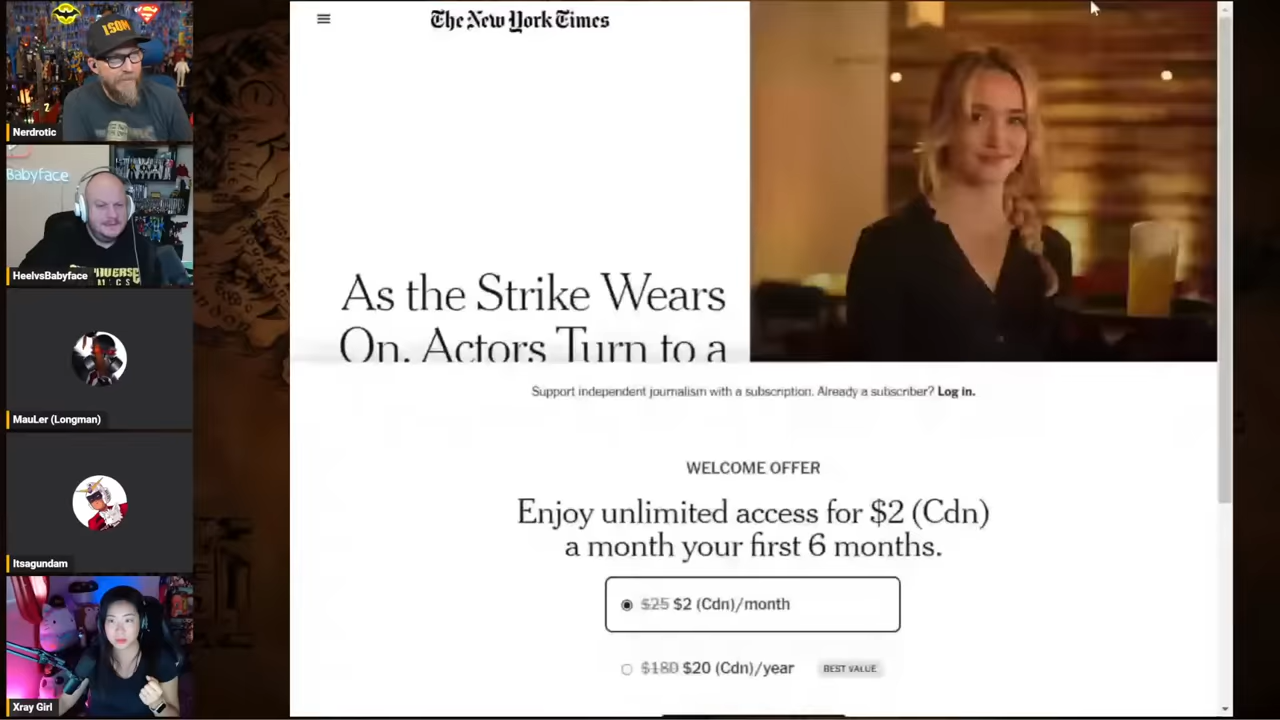 LSOM
Nerdrotic
Babyface
HeelvsBabyface
MauLer (Longman)
Itsagundam
Xray Girl
The New York Times
As the Strike Wears
On, Actors Turn to a
Support independent journalism with a subscription. Already a subscriber? Log in.
WELCOME OFFER
Enjoy unlimited access for $2 (Cdn)
a month your first 6 months.
$25 $2 (Cdn)/month
$180 $20 (Cdn)/year
BEST VALUE